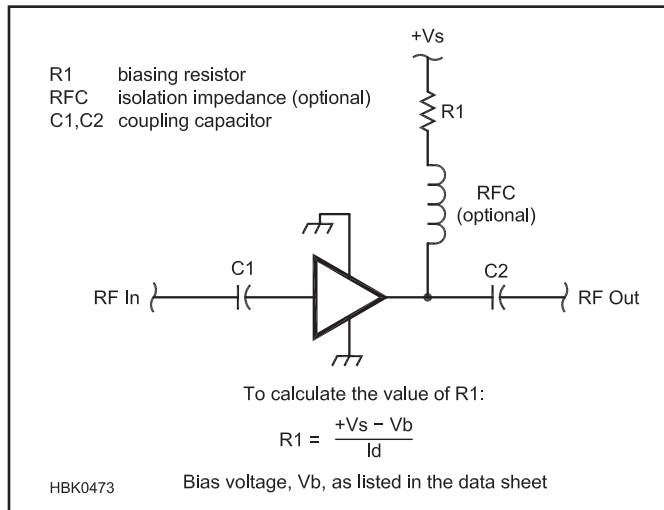 +Vs
R1 biasing resistor
RFC isolation impedance (optional)
C1,C2 coupling capacitor
R1
RFC
(optional)
C1
C2
RF In
RF Out
To calculate the value of R1:
R1 = +Vs – Vb
Id
HBK0473
Bias voltage, Vb, as listed in the data sheet